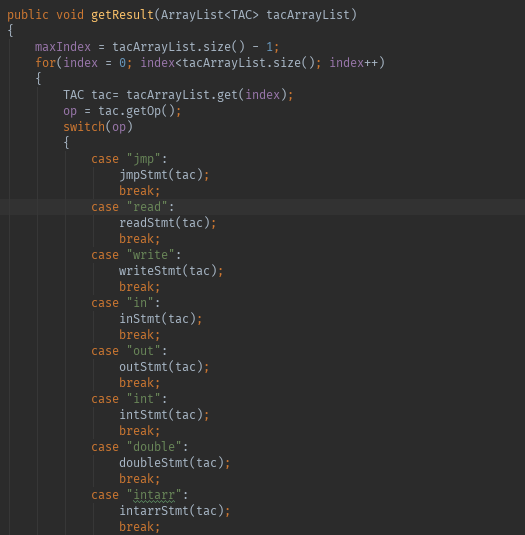 public void getResult(ArrayList<TAC> tacArrayList)
{
    maxIndex = tacArrayList.size() - 1;
    for(index = 0; index<tacArrayList.size(); index++)
    {
        TAC tac= tacArrayList.get(index);
        op = tac.getOp();
        switch(op)
        {
            case "jmp":
                jmpStmt(tac);
                break;
            case "read":
                readStmt(tac);
                break;
            case "write":
                writeStmt(tac);
                break;
            case "in":
                inStmt(tac);
                break;
            case "out":
                outStmt(tac);
                break;
            case "int":
                intStmt(tac);
                break;
            case "double":
                doubleStmt(tac);
                break;
            case "intarr":
                intarrStmt(tac);
                break;